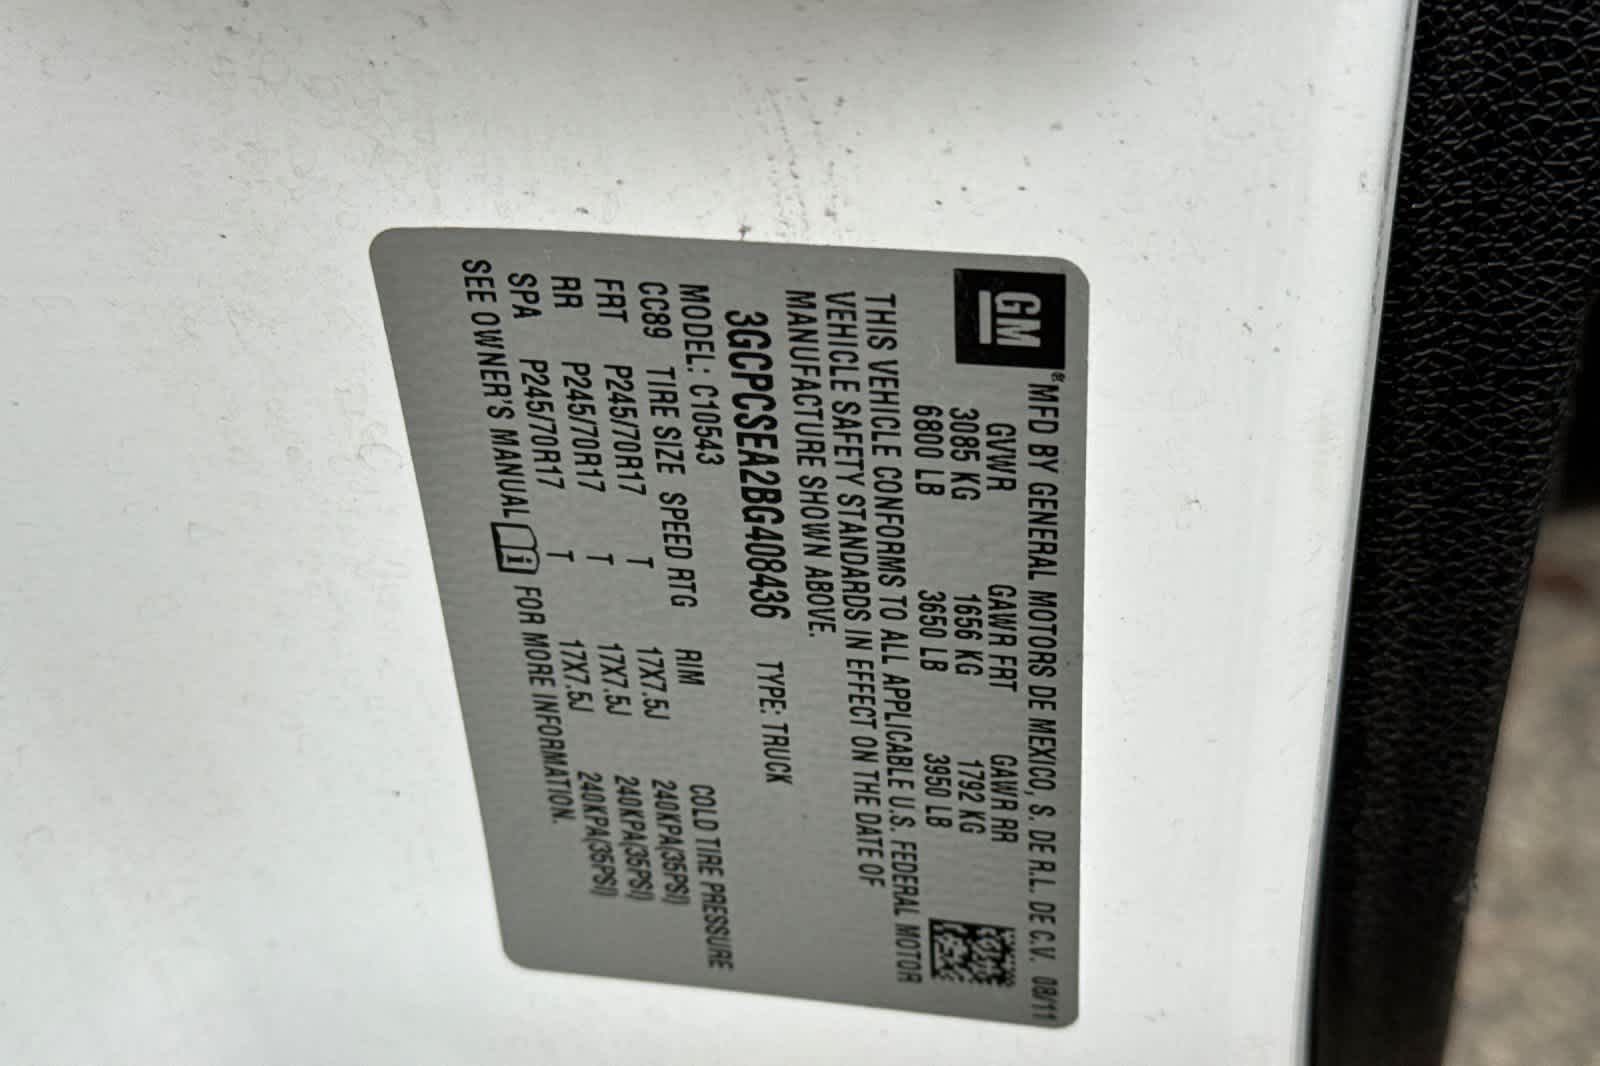 GM
® MFD BY GENERAL MOTORS DE MEXICO, S. DE R.L. DE C.V. 08/11
GVWR GAWR FRT GAWR RR
3085 KG 1656 KG 1792 KG
6800 LB 3650 LB 3950 LB
THIS VEHICLE CONFORMS TO ALL APPLICABLE U.S. FEDERAL MOTOR
VEHICLE SAFETY STANDARDS IN EFFECT ON THE DATE OF
MANUFACTURE SHOWN ABOVE.
3GCPCSEA2BG408436 TYPE: TRUCK
MODEL: C10543
CC89 TIRE SIZE SPEED RTG RIM COLD TIRE PRESSURE
FRT P245/70R17 T 17X7.5J 240KPA(35PSI)
RR P245/70R17 T 17X7.5J 240KPA(35PSI)
SPA P245/70R17 T 17X7.5J 240KPA(35PSI)
SEE OWNER'S MANUAL i FOR MORE INFORMATION.